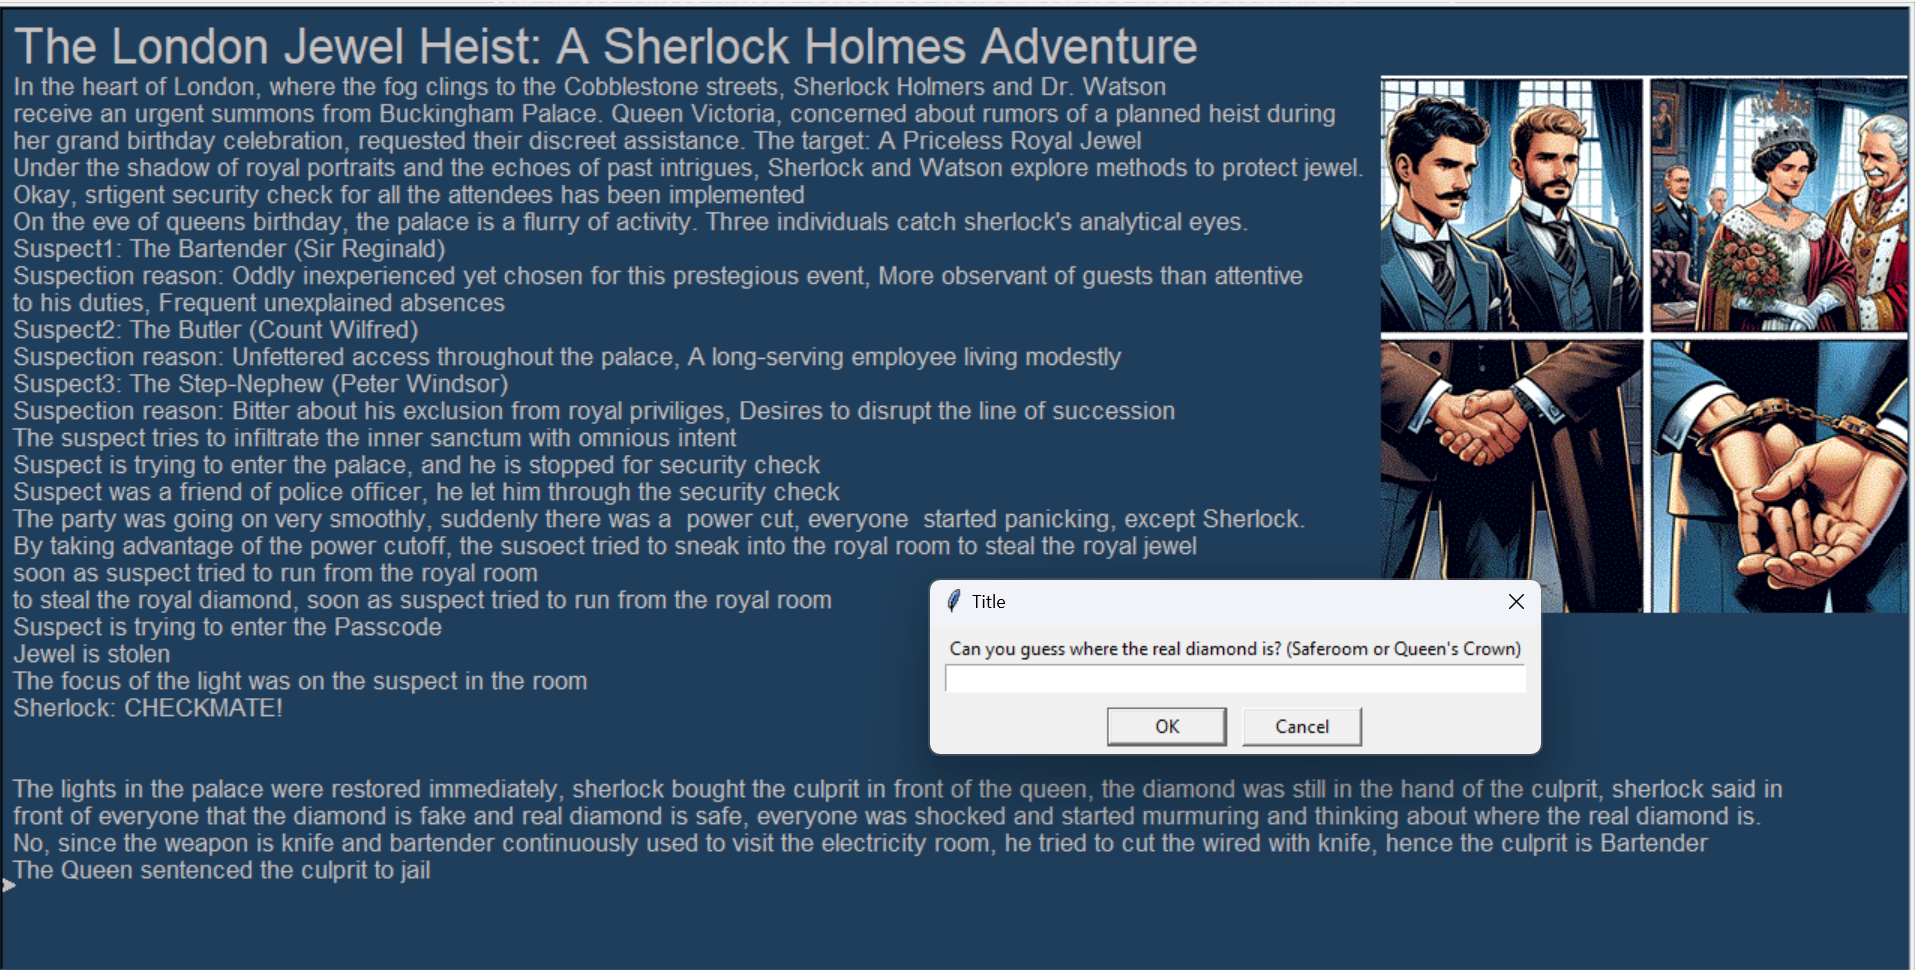 The London Jewel Heist: A Sherlock Holmes Adventure
In the heart of London, where the fog clings to the Cobblestone streets, Sherlock Holmers and Dr. Watson
receive an urgent summons from Buckingham Palace. Queen Victoria, concerned about rumors of a planned heist during
her grand birthday celebration, requested their discreet assistance. The target: A Priceless Royal Jewel
Under the shadow of royal portraits and the echoes of past intrigues, Sherlock and Watson explore methods to protect jewel.
Okay, srtigent security check for all the attendees has been implemented
On the eve of queens birthday, the palace is a flurry of activity. Three individuals catch sherlock's analytical eyes.
Suspect1: The Bartender (Sir Reginald)
Suspection reason: Oddly inexperienced yet chosen for this prestegious event, More observant of guests than attentive
to his duties, Frequent unexplained absences
Suspect2: The Butler (Count Wilfred)
Suspection reason: Unfettered access throughout the palace, A long-serving employee living modestly
Suspect3: The Step-Nephew (Peter Windsor)
Suspection reason: Bitter about his exclusion from royal priviliges, Desires to disrupt the line of succession
The suspect tries to infiltrate the inner sanctum with omnious intent
Suspect is trying to enter the palace, and he is stopped for security check
Suspect was a friend of police officer, he let him through the security check
The party was going on very smoothly, suddenly there was a  power cut, everyone  started panicking, except Sherlock.
By taking advantage of the power cutoff, the susoect tried to sneak into the royal room to steal the royal jewel
soon as suspect tried to run from the royal room
to steal the royal diamond, soon as suspect tried to run from the royal room
Suspect is trying to enter the Passcode
Jewel is stolen
The focus of the light was on the suspect in the room
Sherlock: CHECKMATE!
Title
Can you guess where the real diamond is? (Saferoom or Queen's Crown)
OK
Cancel
The lights in the palace were restored immediately, sherlock bought the culprit in front of the queen, the diamond was still in the hand of the culprit, sherlock said in
front of everyone that the diamond is fake and real diamond is safe, everyone was shocked and started murmuring and thinking about where the real diamond is.
No, since the weapon is knife and bartender continuously used to visit the electricity room, he tried to cut the wired with knife, hence the culprit is Bartender
The Queen sentenced the culprit to jail